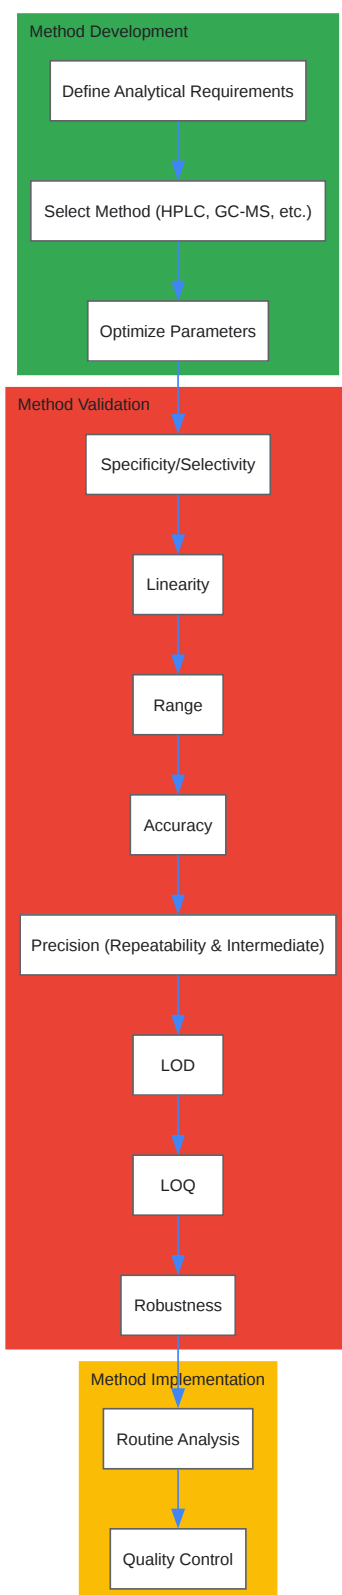 Method Development
Define Analytical Requirements
Select Method (HPLC, GC-MS, etc.)
Optimize Parameters
Method Validation
Specificity/Selectivity
Linearity
Range
Accuracy
Precision (Repeatability & Intermediate)
LOD
LOQ
Robustness
Method Implementation
Routine Analysis
Quality Control